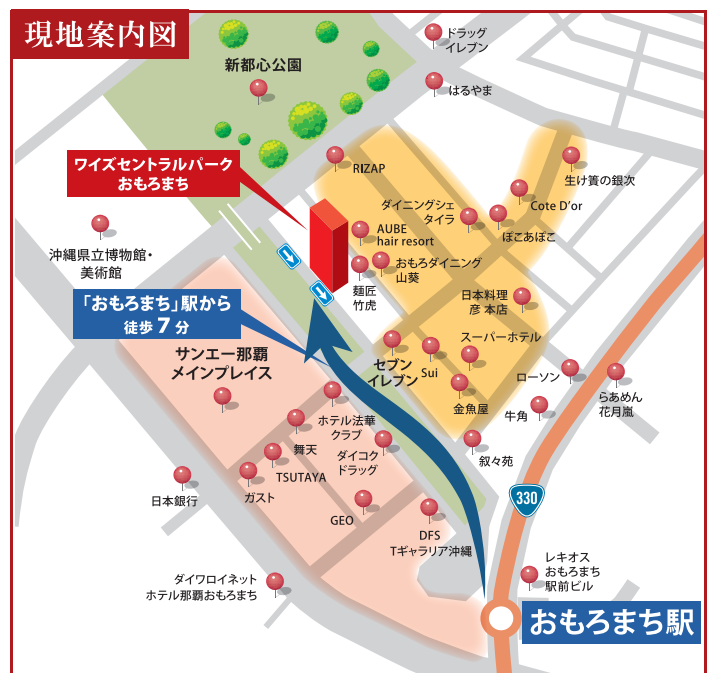 現地案内図
ドラッグ
イレブン
新都心公園
はるやま
ワイズセントラルパーク
おもろまち
RIZAP
生け簀の銀次
Cote D'or
ダイニングシェ
タイラ
ぽこあぽこ
AUBE
hair resort
沖縄県立博物館・
美術館
おもろダイニング
山葵
麺匠
竹虎
日本料理
彦 本店
「おもろまち」駅から
徒歩7分
スーパーホテル
サンエー那覇
メインプレイス
セブン
イレブン
Sui
ローソン
らあめん
花月嵐
金魚屋
牛角
ホテル法華
クラブ
舞天
ダイコク
ドラッグ
叙々苑
TSUTAYA
ガスト
日本銀行
330
GEO
DFS
Tギャラリア沖縄
レキオス
おもろまち
駅前ビル
ダイワロイネット
ホテル那覇おもろまち
おもろまち駅